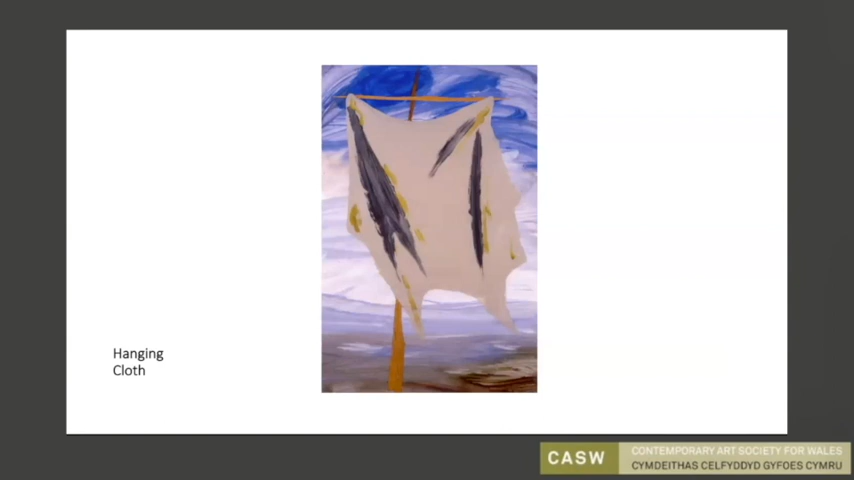 Hanging
Cloth
CASW
CONTEMPORARY ART SOCIETY FOR WALES
CYMDEITHAS CELFYDDYD GYFOES CYMRU